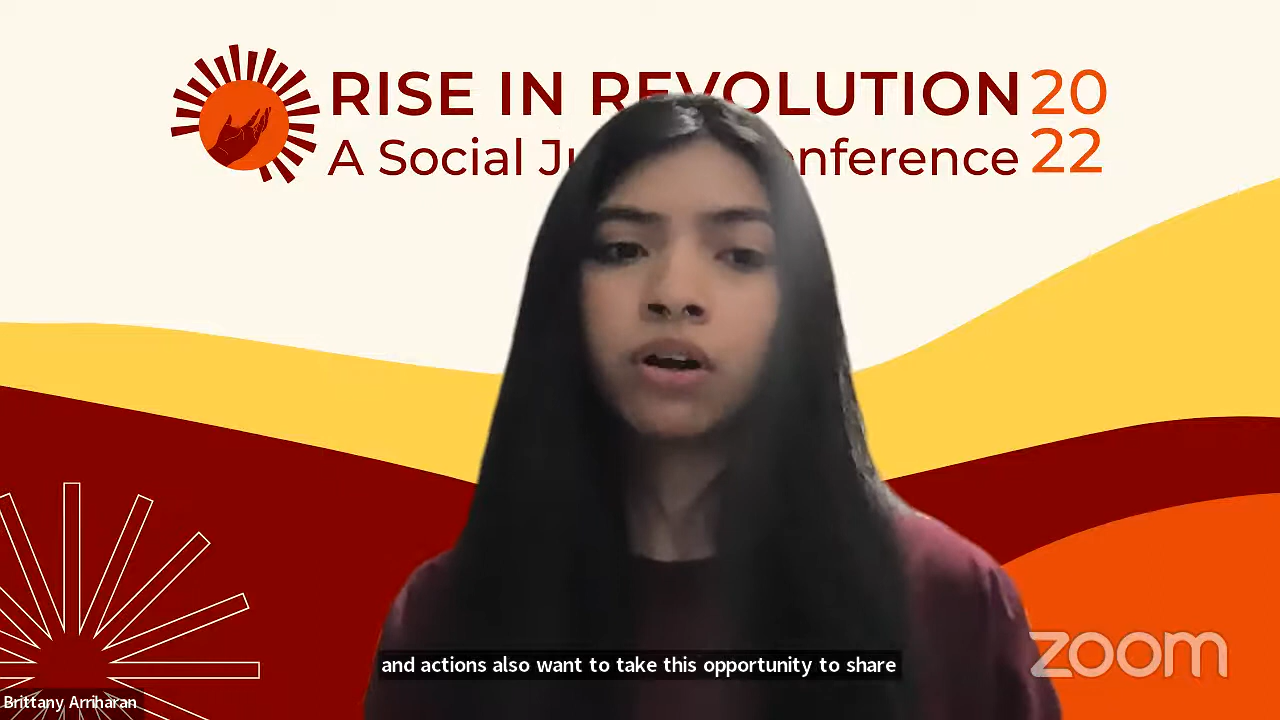 RISE IN REVOLUTION 20
A Social Ju nference 22
and actions also want to take this opportunity to share
zoom
Brittany Arriharan